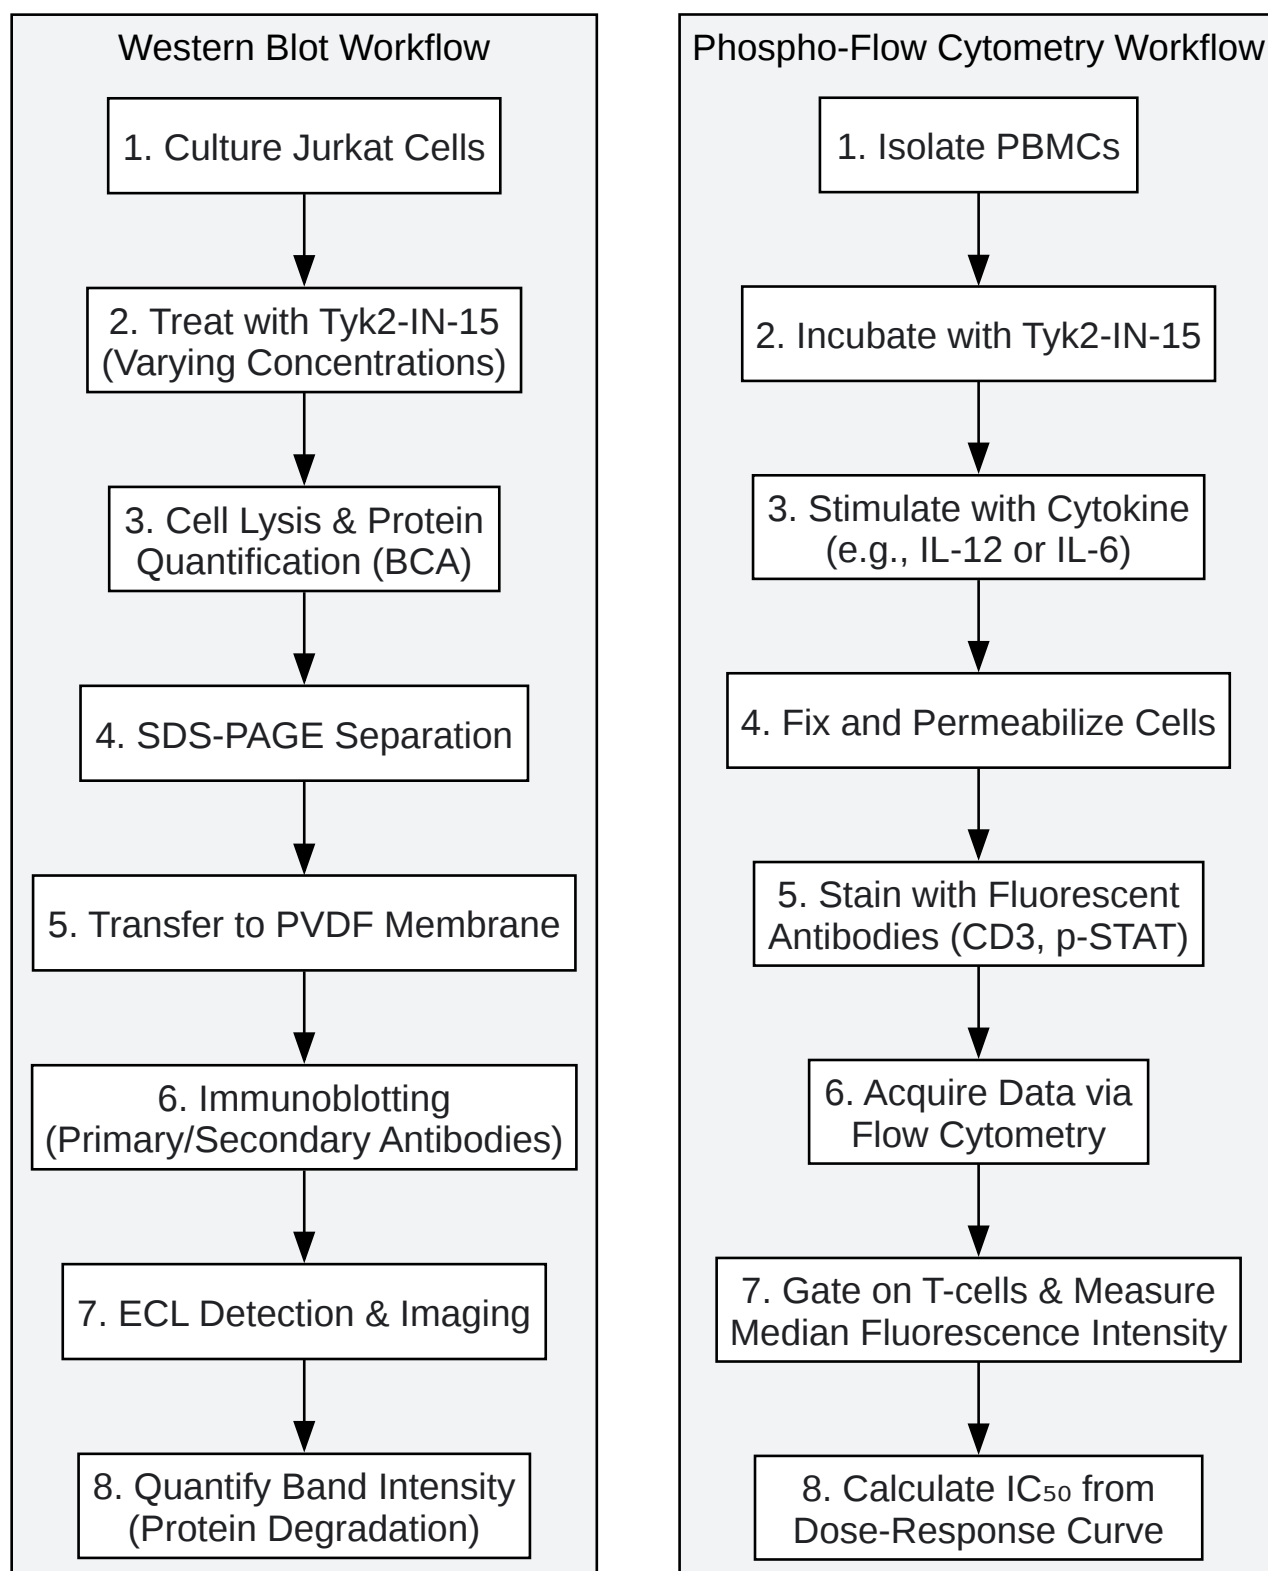 Western Blot Workflow
1. Culture Jurkat Cells
2. Treat with Tyk2-IN-15
(Varying Concentrations)
3. Cell Lysis & Protein
Quantification (BCA)
4. SDS-PAGE Separation
5. Transfer to PVDF Membrane
6. Immunoblotting
(Primary/Secondary Antibodies)
7. ECL Detection & Imaging
8. Quantify Band Intensity
(Protein Degradation)
Phospho-Flow Cytometry Workflow
1. Isolate PBMCs
2. Incubate with Tyk2-IN-15
3. Stimulate with Cytokine
(e.g., IL-12 or IL-6)
4. Fix and Permeabilize Cells
5. Stain with Fluorescent
Antibodies (CD3, p-STAT)
6. Acquire Data via
Flow Cytometry
7. Gate on T-cells & Measure
Median Fluorescence Intensity
8. Calculate IC₅₀ from
Dose-Response Curve